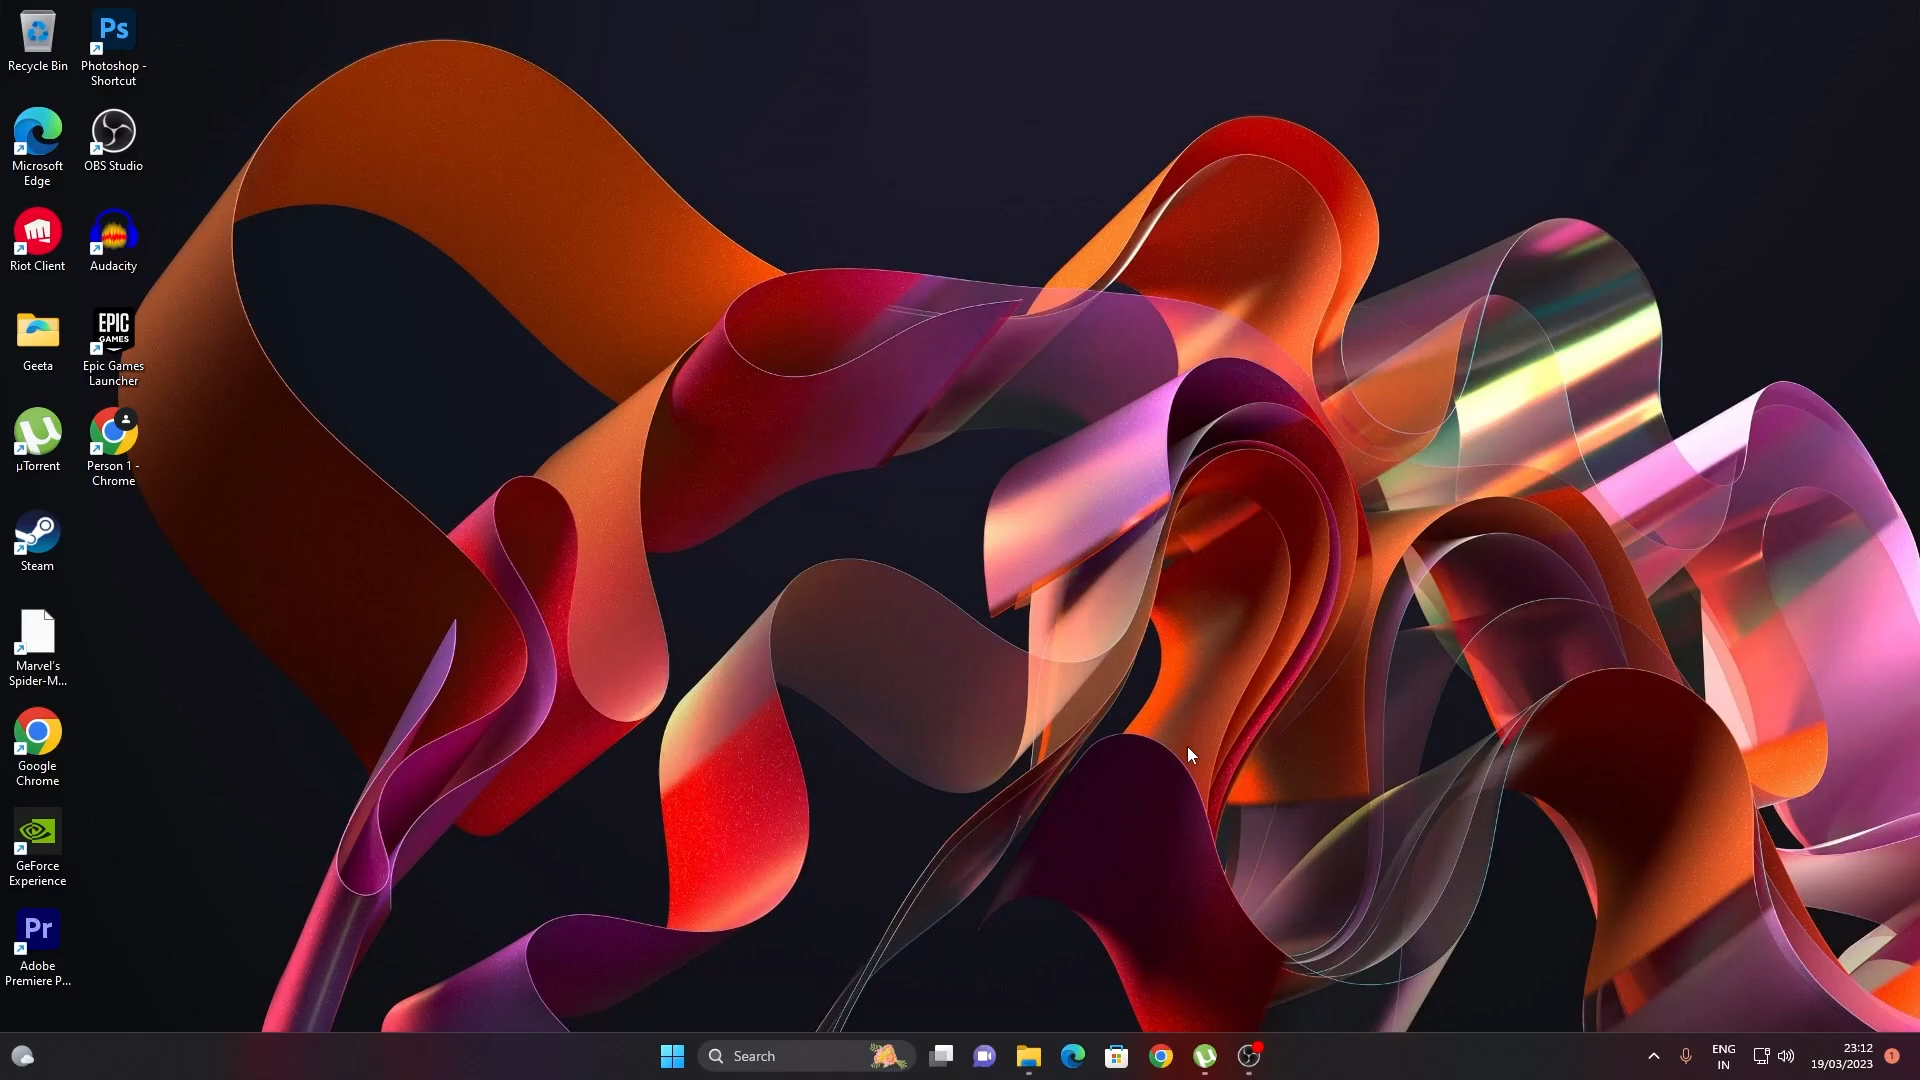 Recycle Bin
Ps
Photoshop -
Shortcut
Microsoft
Edge
OBS Studio
Riot Client
Audacity
Geeta
EPIC
GAMES
Epic Games
Launcher
µTorrent
Person 1 -
Chrome
Steam
Marvel’s
Spider-M...
Google
Chrome
GeForce
Experience
Pr
Adobe
Premiere P...
Search
ENG
IN
23:12
19/03/2023
1